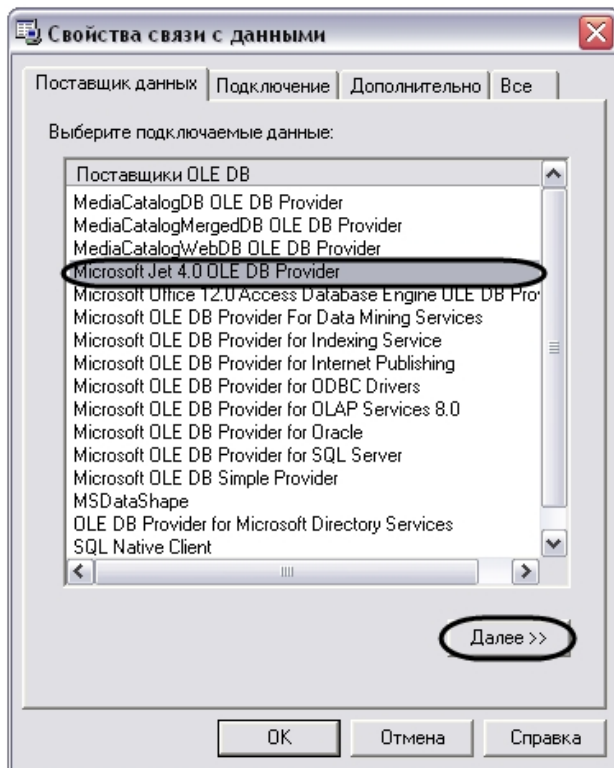 Свойства связи с данными
Поставщик данных Подключение Дополнительно Все
Выберите подключаемые данные:
Поставщики OLE DB
MediaCatalogDB OLE DB Provider
MediaCatalogMergedDB OLE DB Provider
MediaCatalogWebDB OLE DB Provider
Microsoft Jet 4.0 OLE DB Provider
Microsoft Office 12.0 Access Database Engine OLE DB Pro
Microsoft OLE DB Provider For Data Mining Services
Microsoft OLE DB Provider for Indexing Service
Microsoft OLE DB Provider for Internet Publishing
Microsoft OLE DB Provider for ODBC Drivers
Microsoft OLE DB Provider for OLAP Services 8.0
Microsoft OLE DB Provider for Oracle
Microsoft OLE DB Provider for SQL Server
Microsoft OLE DB Simple Provider
MSDataShape
OLE DB Provider for Microsoft Directory Services
SQL Native Client
Далее >>
OK Отмена Справка